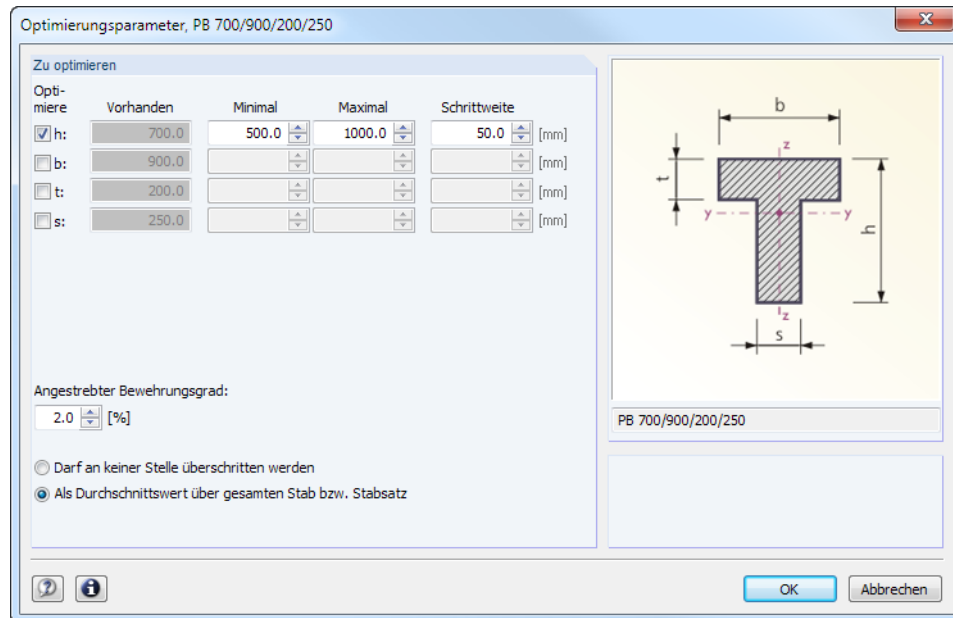 Optimierungsparameter, PB 700/900/200/250
Zu optimieren
Opti-
miere Vorhanden Minimal Maximal Schrittweite
h: 700.0 500.0 1000.0 50.0 [mm]
b: 900.0 [mm]
t: 200.0 [mm]
s: 250.0 [mm]
Angestrebter Bewehrungsgrad:
2.0 [%]
Darf an keiner Stelle überschritten werden
Als Durchschnittswert über gesamten Stab bzw. Stabsatz
b
z
t
y y
h
z
s
PB 700/900/200/250
OK Abbrechen